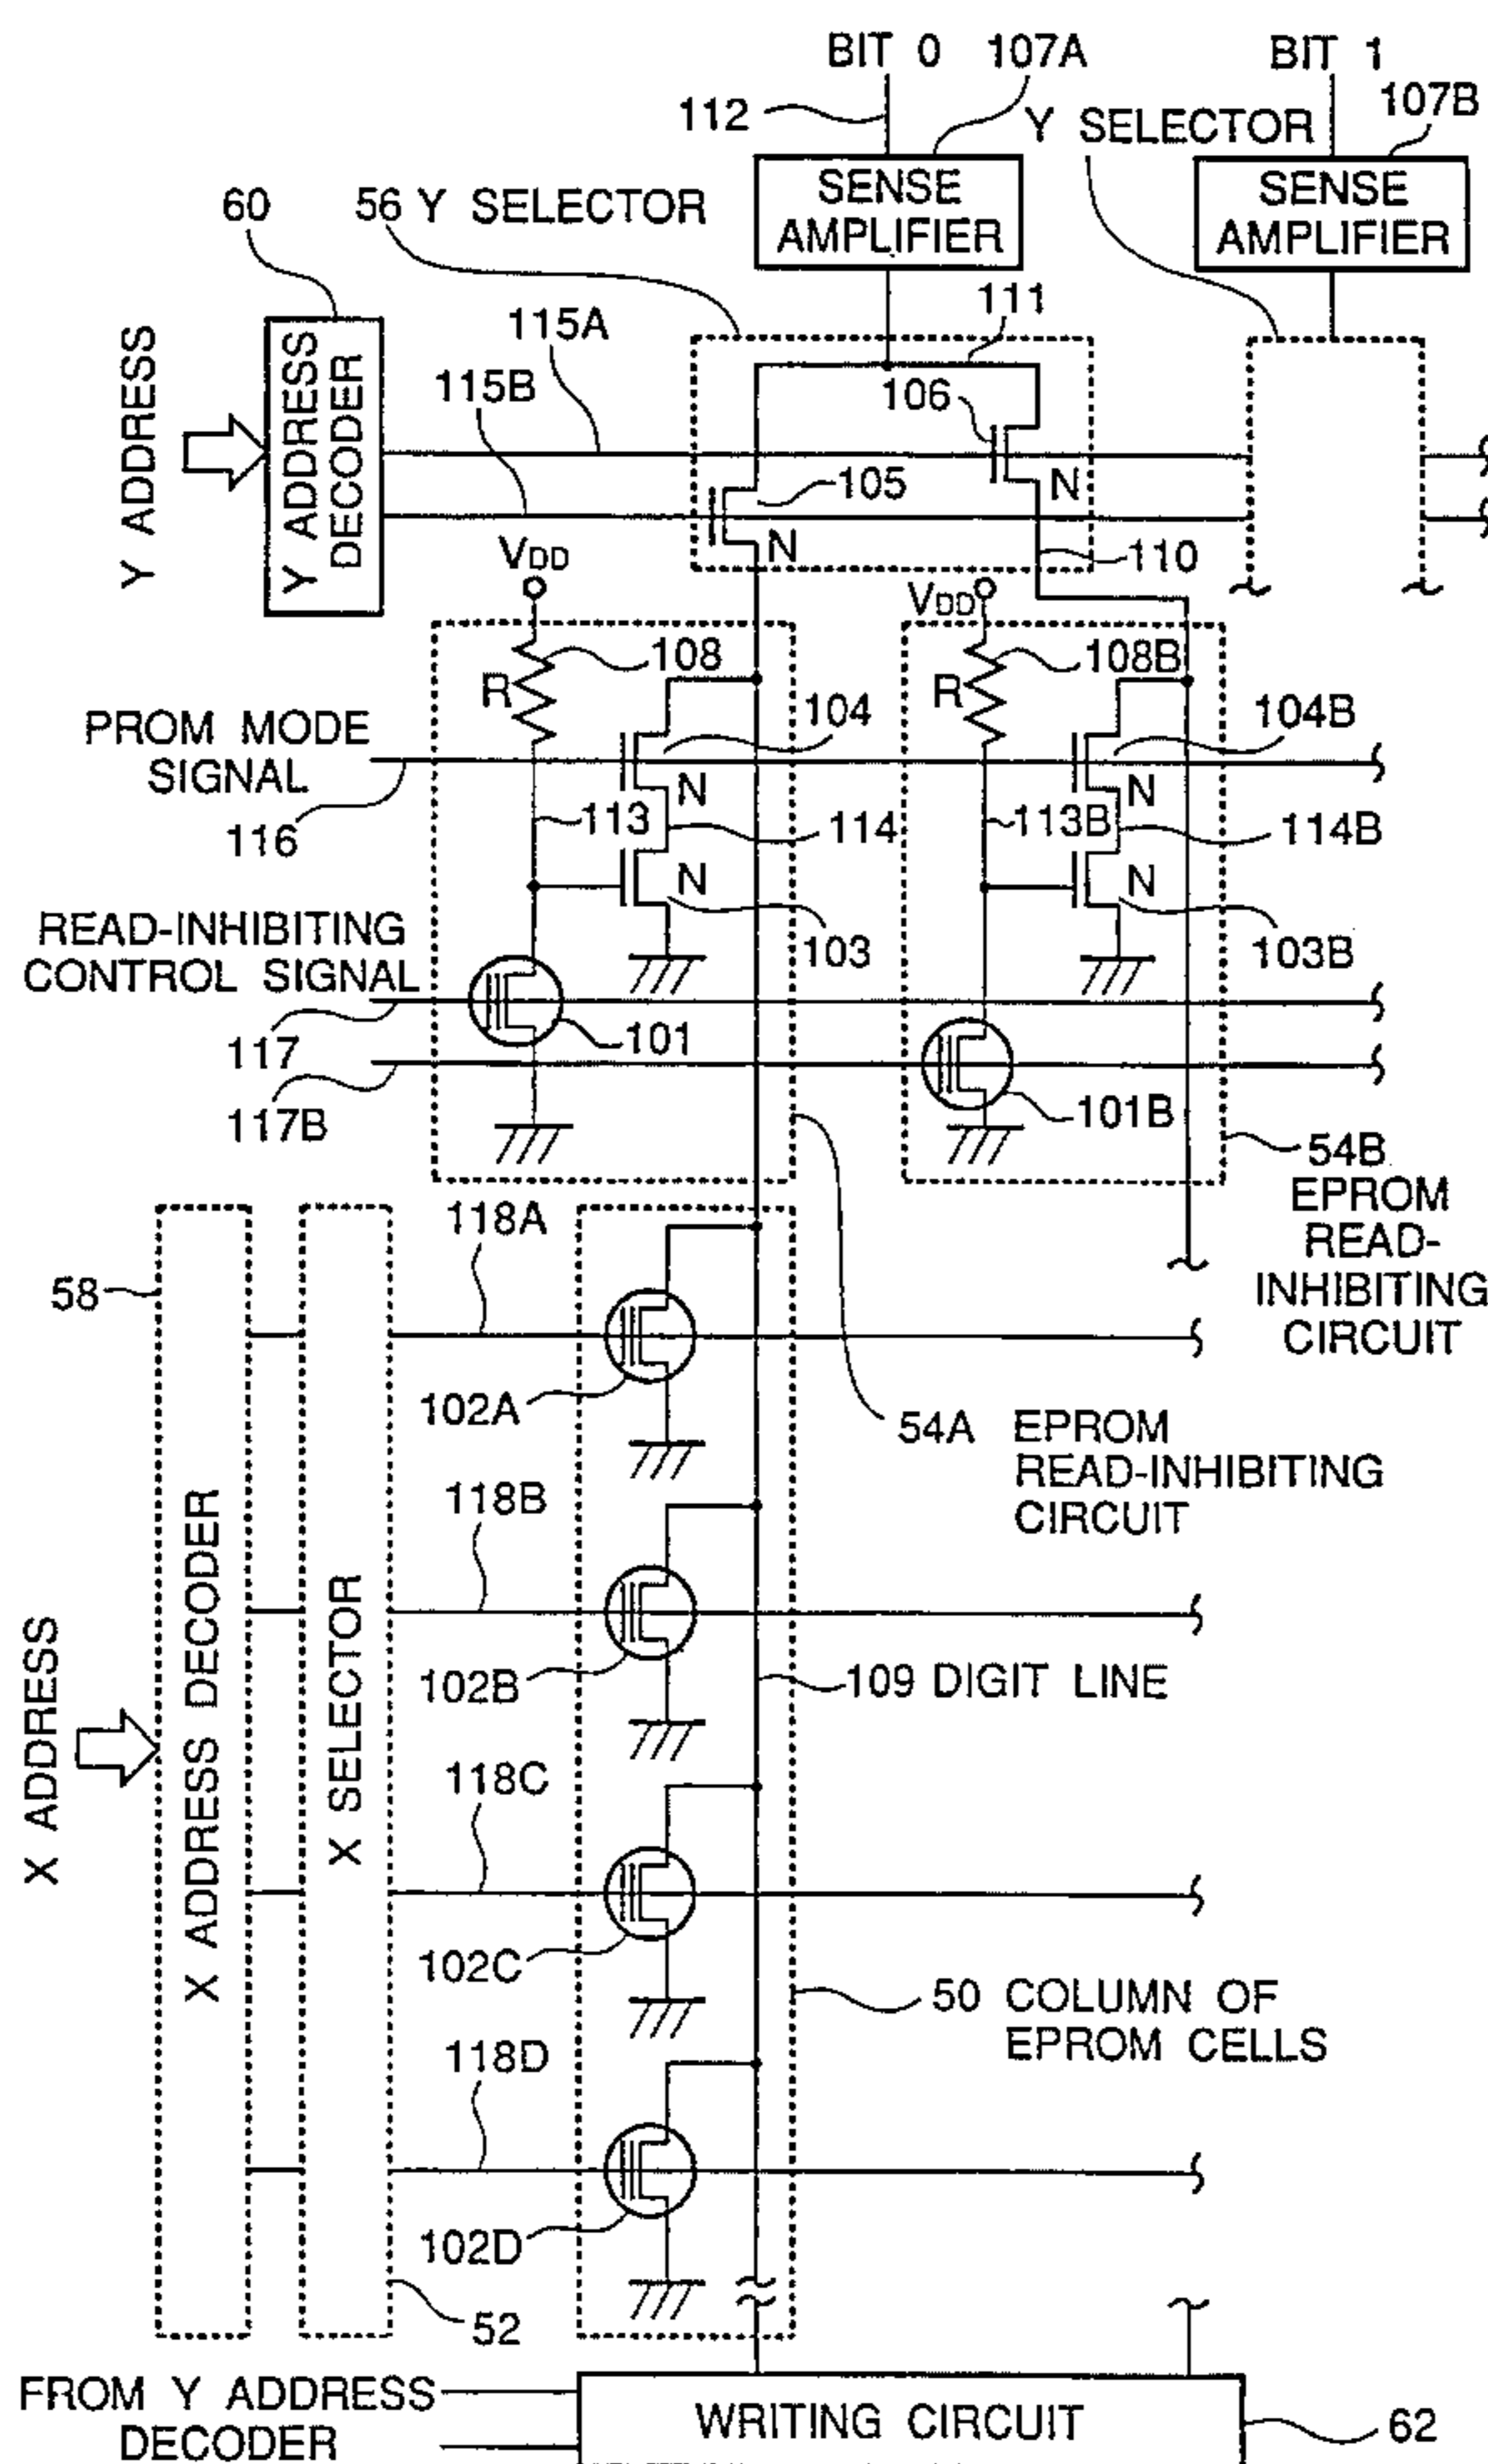 BIT 0
107A
BIT 1
112
107B
Y SELECTOR
SENSE
AMPLIFIER
SENSE
AMPLIFIER
60
56 Y SELECTOR
111
115A
115B
106
Y ADDRESS
Y ADDRESS
DECODER
105
N
N
110
VDD
VDD
108
108B
R
R
PROM MODE
SIGNAL
104
104B
N
N
116
113
114
113B
114B
N
N
READ-INHIBITING
CONTROL SIGNAL
103
103B
117
101
117B
101B
54B
EPROM
READ-
INHIBITING
CIRCUIT
118A
58
102A
54A EPROM
READ-INHIBITING
CIRCUIT
118B
X ADDRESS
X ADDRESS DECODER
X SELECTOR
102B
109 DIGIT LINE
118C
102C
50 COLUMN OF
EPROM CELLS
118D
102D
52
FROM Y ADDRESS
DECODER
WRITING CIRCUIT
62